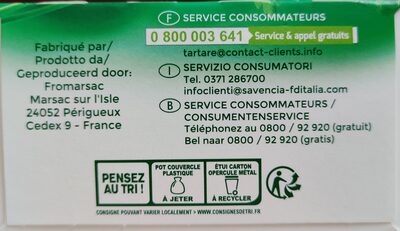 Fabriqué par/
Prodotto da/
Geproduceerd door:
Fromarsac
Marsac sur l'Isle
24052 Périgueux
Cedex 9 - France
F SERVICE CONSOMMATEURS
0 800 003 641 Service & appel gratuits
tartare@contact-clients.info
I SERVIZIO CONSUMATORI
Tel. 0371 286700
infoclienti@savencia-fditalia.com
B SERVICE CONSOMMATEURS /
CONSUMENTENSERVICE
Téléphonez au 0800 / 92 920 (gratuit)
Bel naar 0800 / 92 920 (gratis)
PENSEZ
AU TRI !
POT COUVERCLE
PLASTIQUE
À JETER
ÉTUI CARTON
OPERCULE MÉTAL
À RECYCLER
CONSIGNE POUVANT VARIER LOCALEMENT > WWW.CONSIGNESDETRI.FR